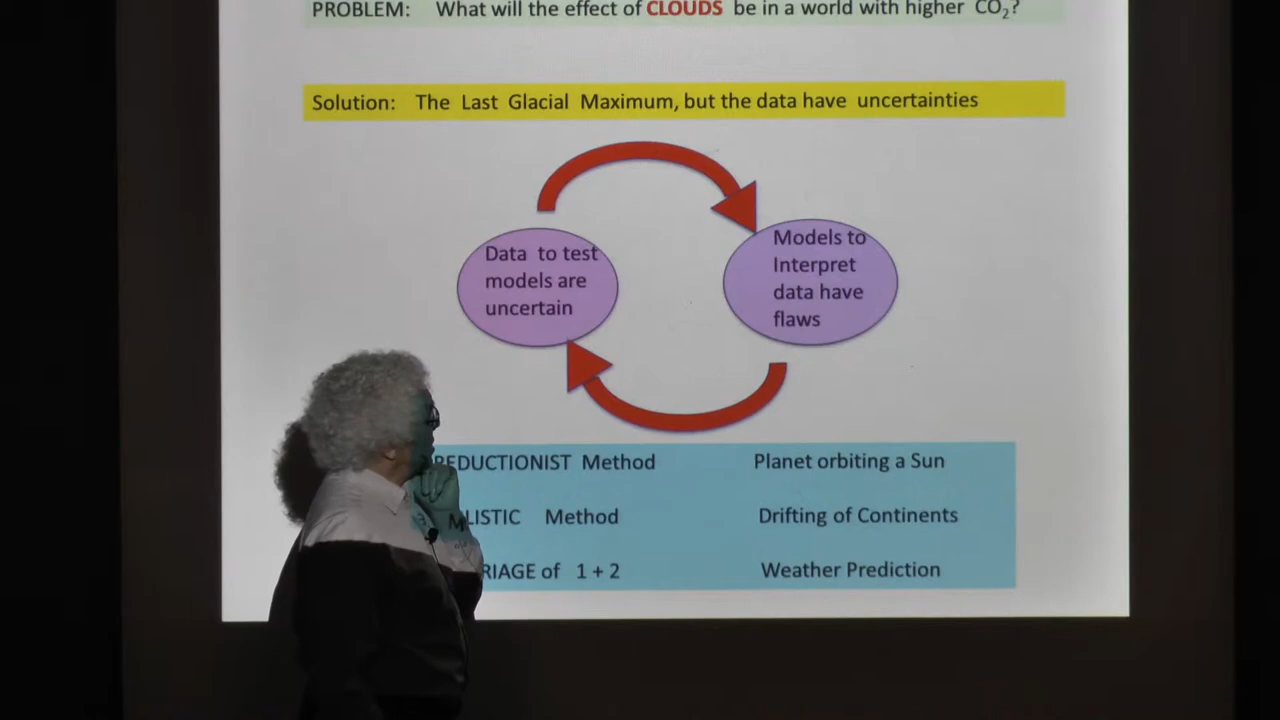 PROBLEM: What will the effect of CLOUDS be in a world with higher CO₂?
Solution: The Last Glacial Maximum, but the data have uncertainties
Data to test
models are
uncertain
Models to
Interpret
data have
flaws
REDUCTIONIST Method Planet orbiting a Sun
LISTIC Method Drifting of Continents
RIAGE of 1 + 2 Weather Prediction